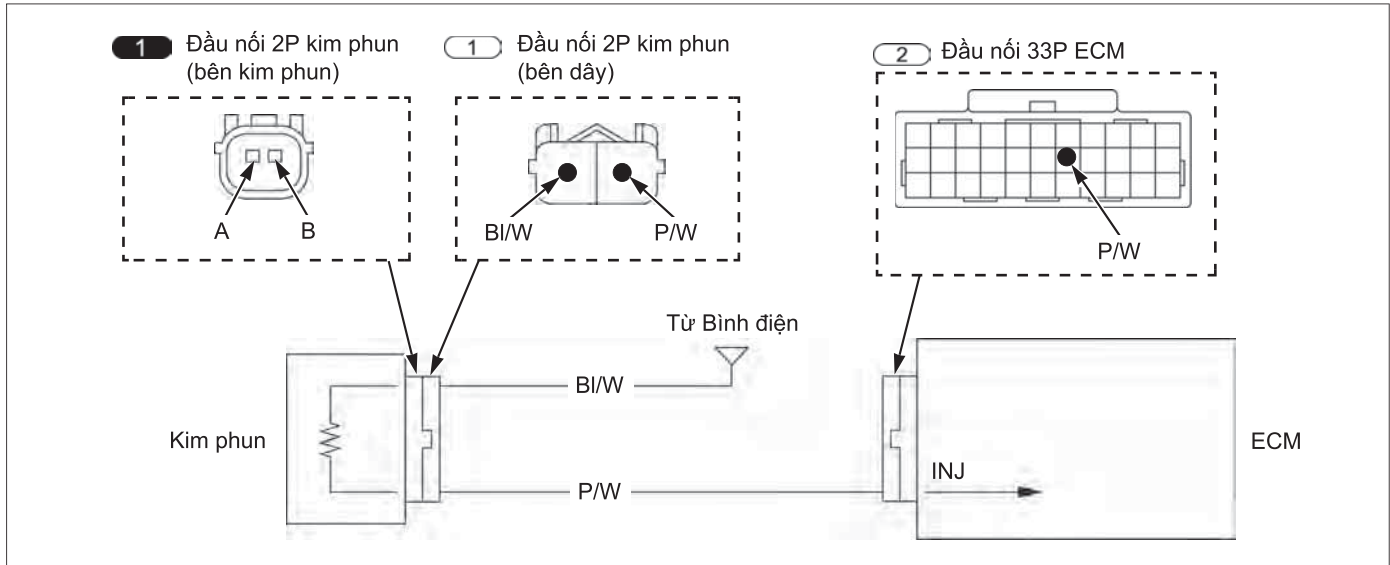 1 Đầu nối 2P kim phun
(bên kim phun)
1 Đầu nối 2P kim phun
(bên dây)
2 Đầu nối 33P ECM
A B
Bl/W P/W
P/W
Từ Bình điện
Bl/W
Kim phun
ECM
INJ
P/W